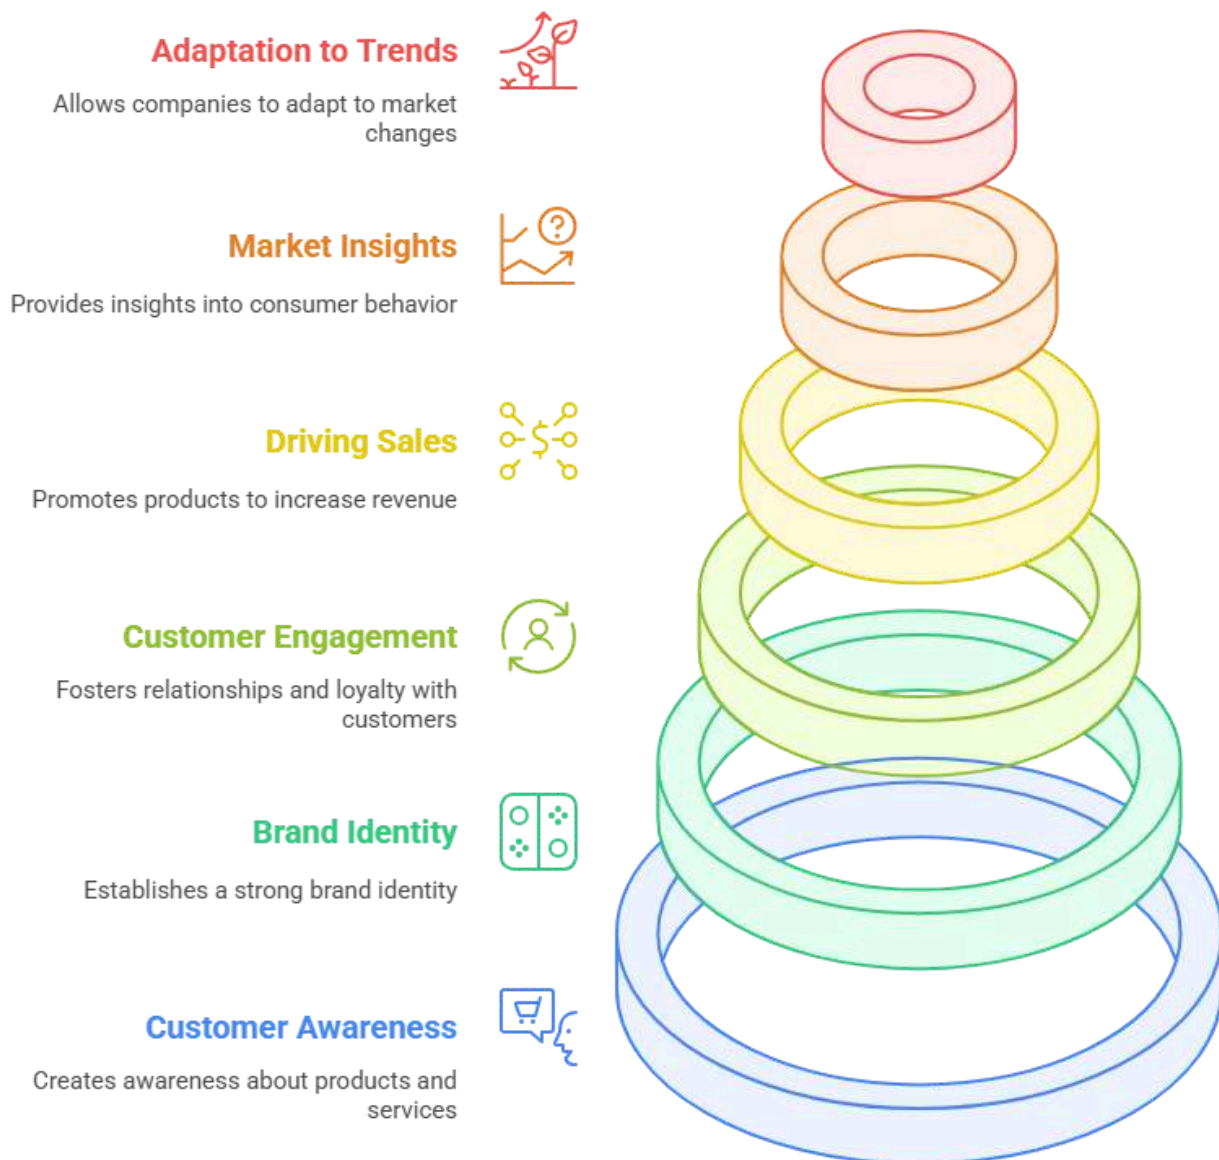 Adaptation to Trends
Allows companies to adapt to market
changes
Market Insights
?
Provides insights into consumer behavior
Driving Sales
$
Promotes products to increase revenue
Customer Engagement
Fosters relationships and loyalty with
customers
Brand Identity
Establishes a strong brand identity
Customer Awareness
Creates awareness about products and
services